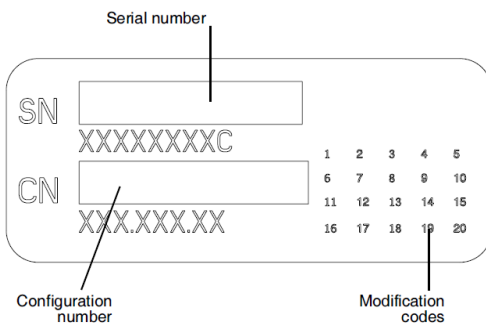 Serial number
SN
XXXXXXXXC
CN
XXX.XXX.XX
1 2 3 4 5
6 7 8 9 10
11 12 13 14 15
16 17 18 19 20
Configuration
number
Modification
codes